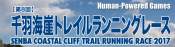 Human-Powered Games
【第8回】
千羽海崖トレイルランニングレース
SENBA COASTAL CLIFF TRAIL RUNNING RACE 2017